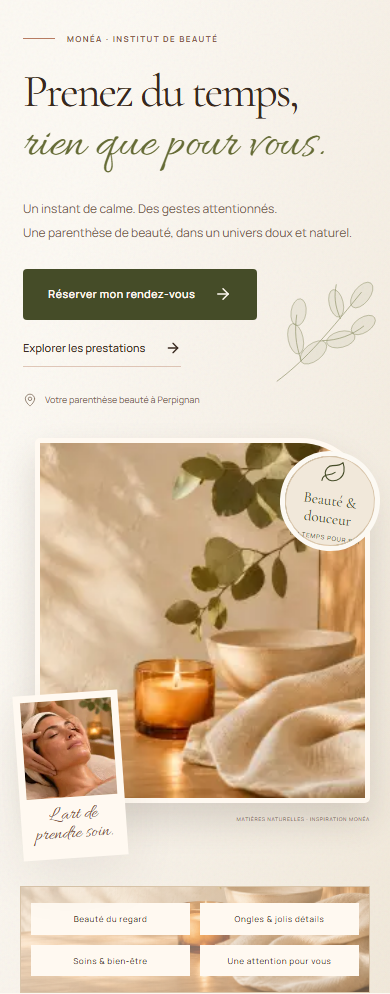 MONÉA · INSTITUT DE BEAUTÉ
Prenez du temps,
rien que pour vous.
Un instant de calme. Des gestes attentionnés.
Une parenthèse de beauté, dans un univers doux et naturel.
Réserver mon rendez-vous
Explorer les prestations
Votre parenthèse beauté à Perpignan
Beauté &
douceur
TEMPS POUR
L'art de
prendre soin.
MATIÈRES NATURELLES · INSPIRATION MONÉA
Beauté du regard
Ongles & jolis détails
Soins & bien-être
Une attention pour vous